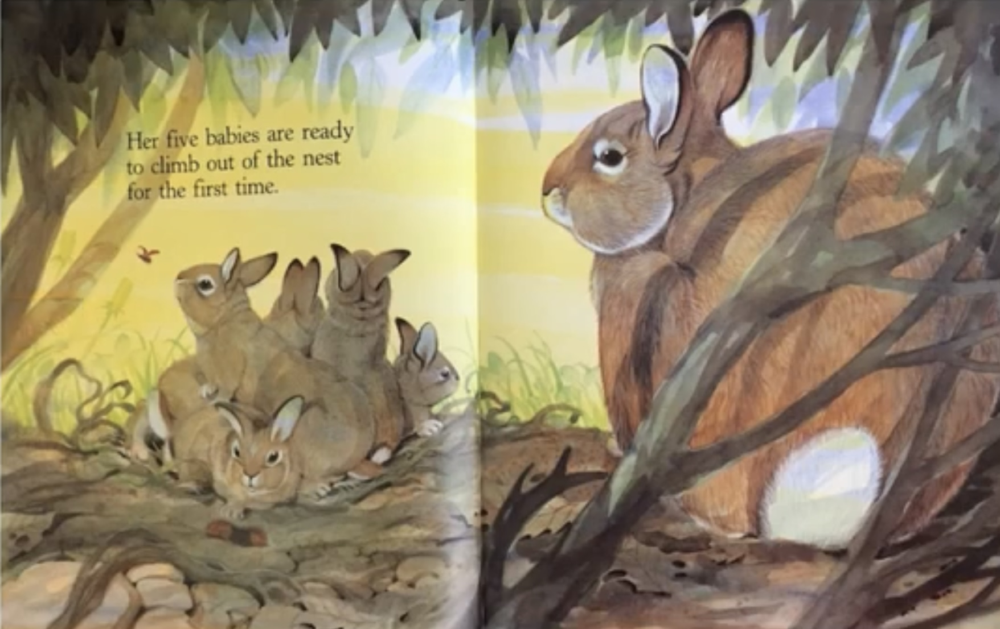 Her five babies are ready
to climb out of the nest
for the first time.